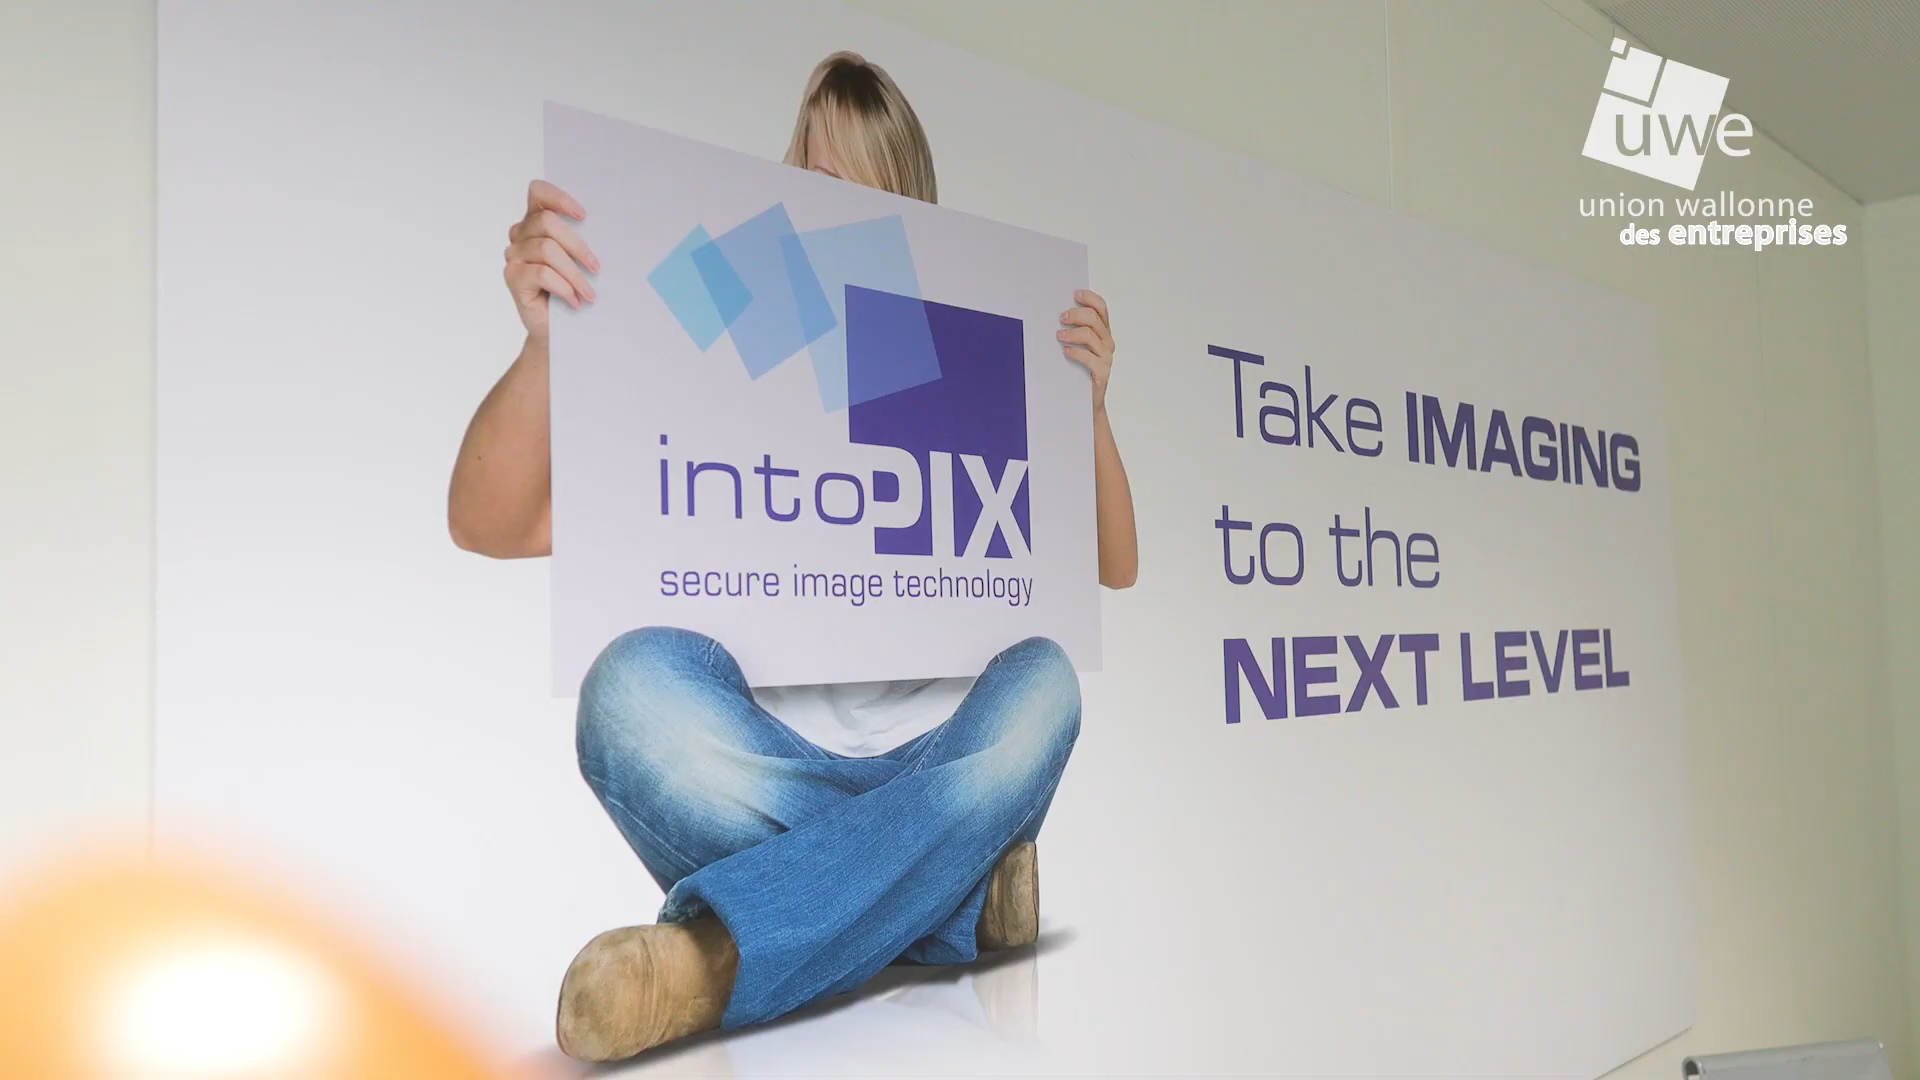 uwe
union wallonne
des entreprises
intoPIX
secure image technology
Take IMAGING
to the
NEXT LEVEL